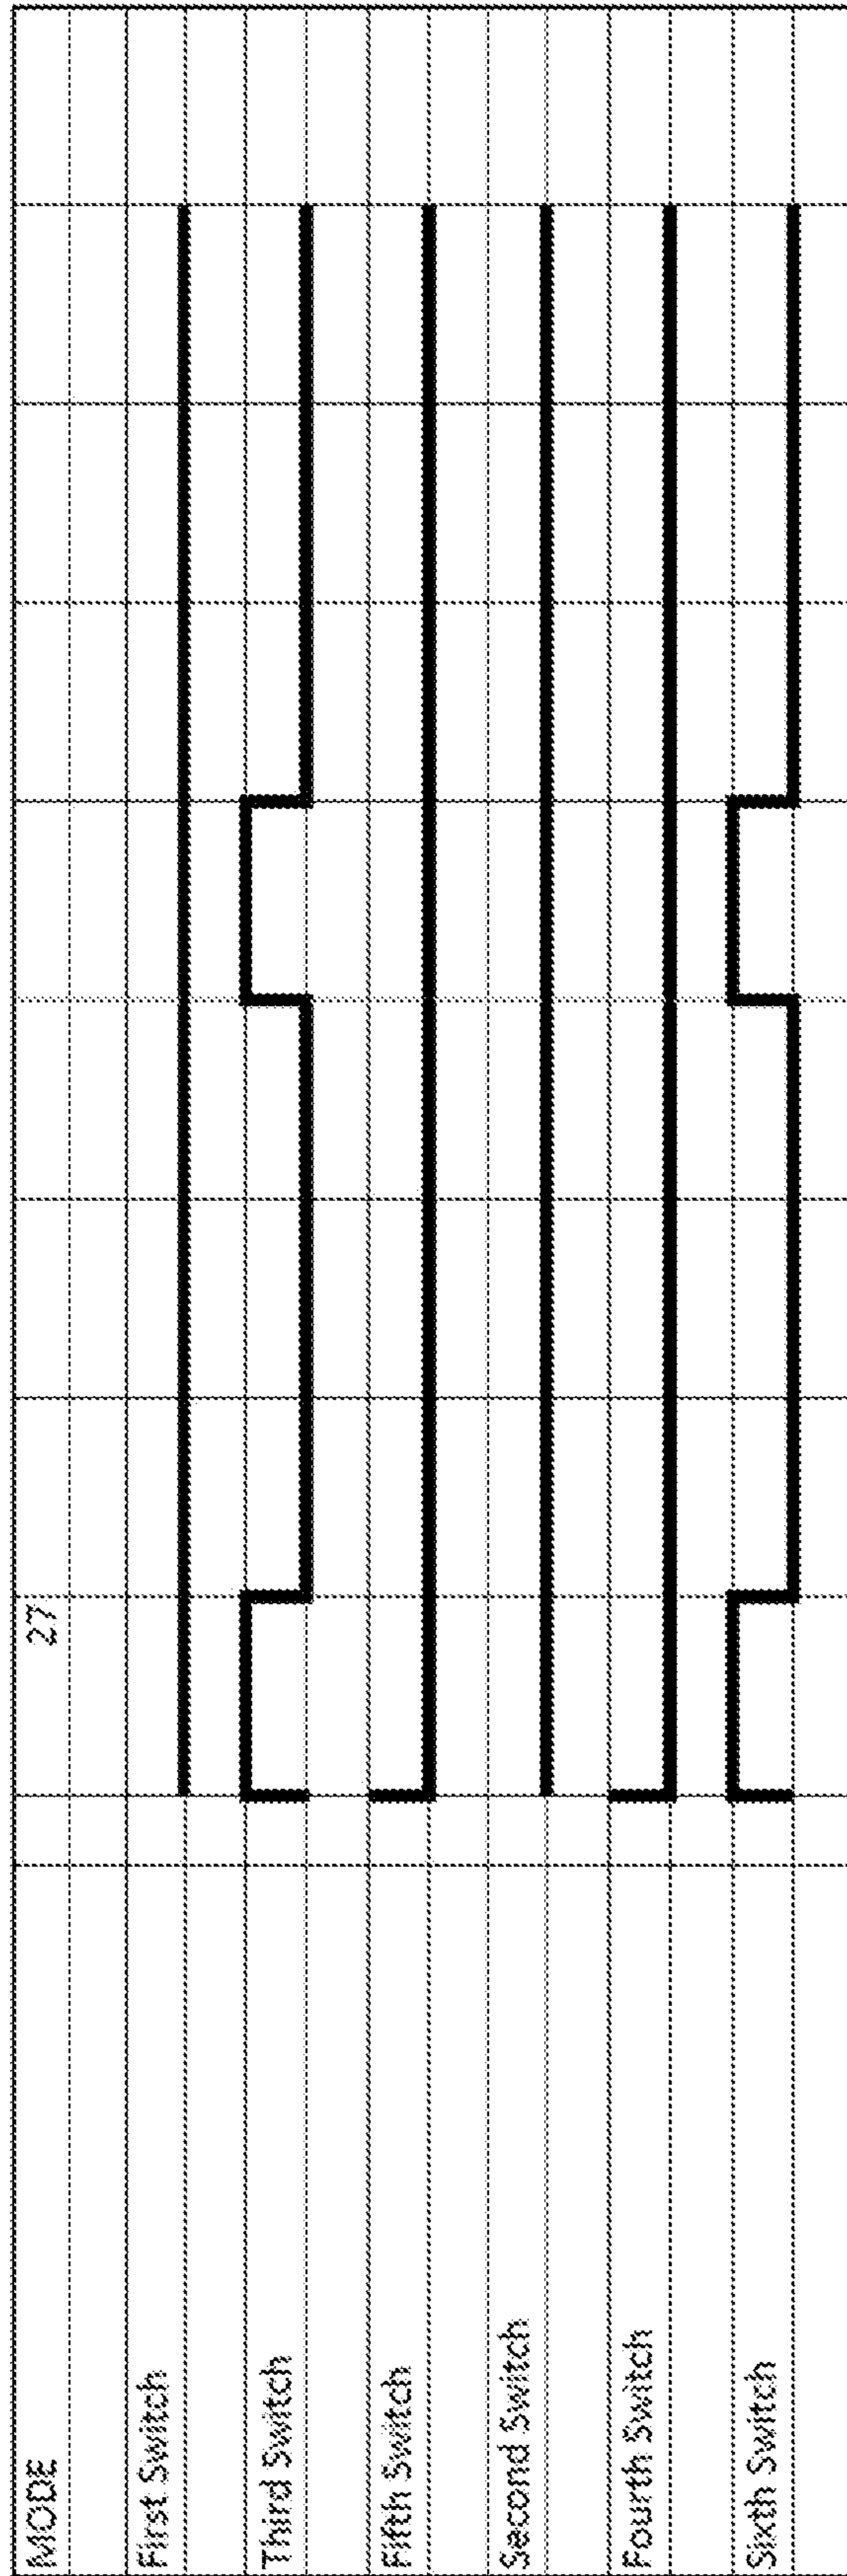 MODE 27
First Switch
Third Switch
Fifth Switch
Second Switch
Fourth Switch
Sixth Switch